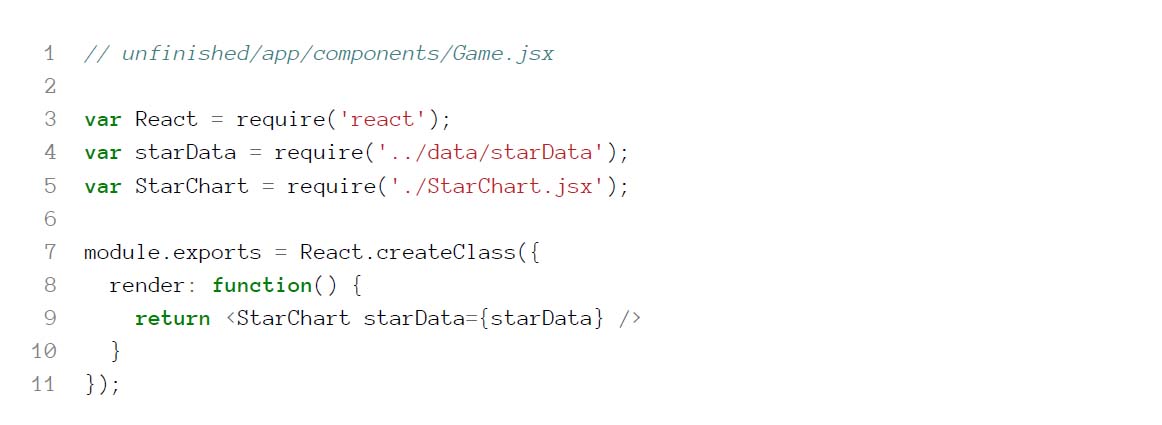 1 // unfinished/app/components/Game.jsx
2
3 var React = require('react');
4 var starData = require('../data/starData');
5 var StarChart = require('./StarChart.jsx');
6
7 module.exports = React.createClass({
8   render: function() {
9     return <StarChart starData={starData} />
10   }
11 });